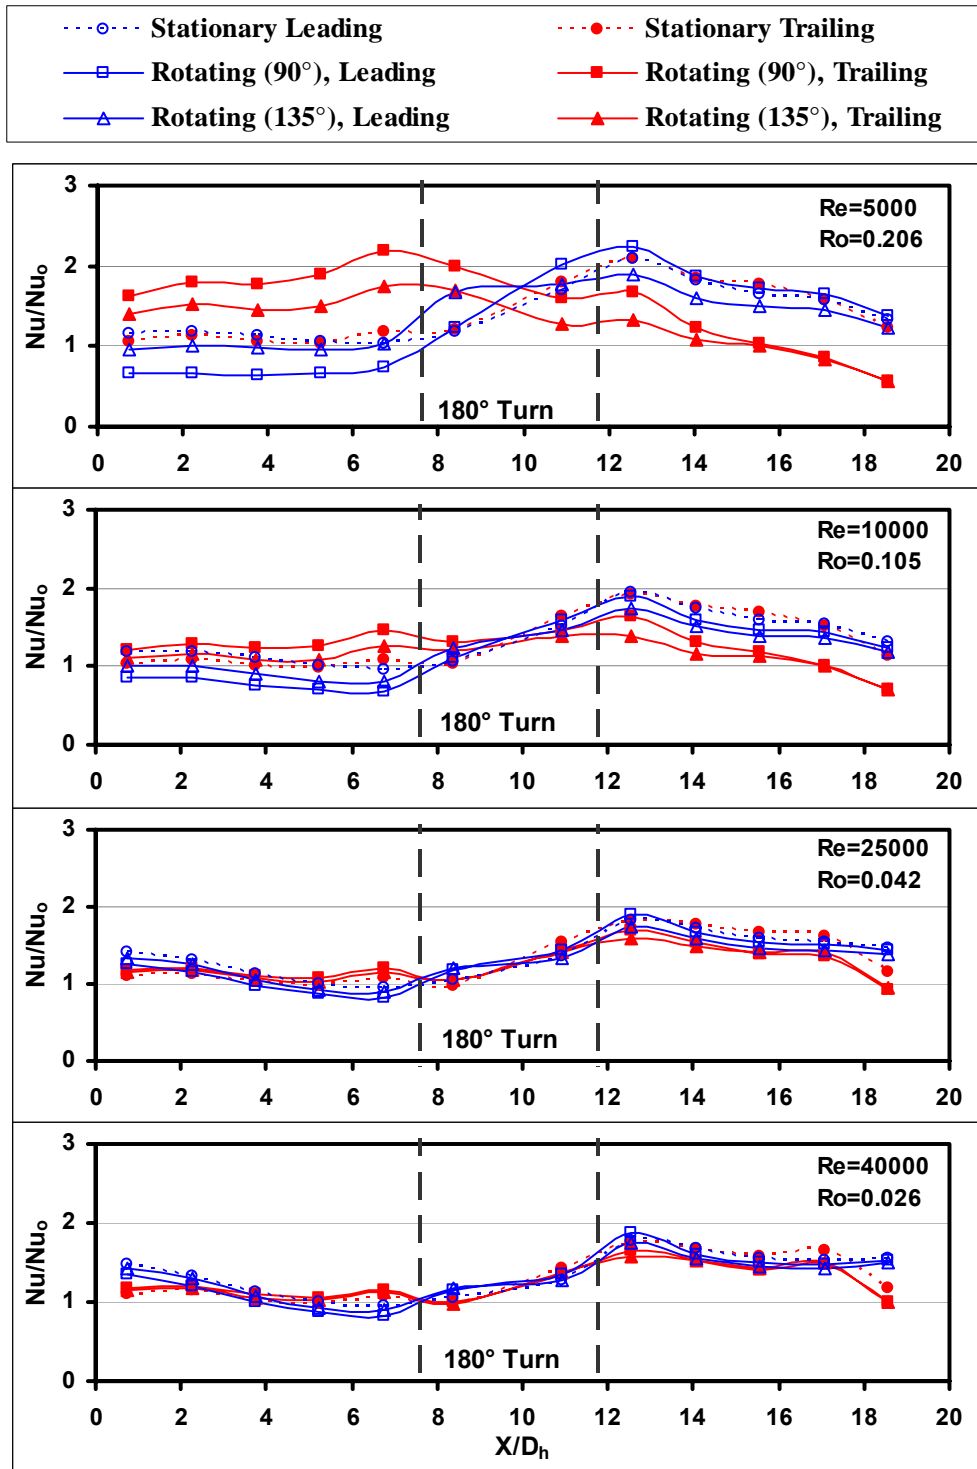 Stationary Leading
Stationary Trailing
Rotating (90°), Leading
Rotating (90°), Trailing
Rotating (135°), Leading
Rotating (135°), Trailing
3
2
1
0
Nu/Nuₒ
Re=5000
Ro=0.206
180° Turn
0 2 4 6 8 10 12 14 16 18 20
3
2
1
0
Nu/Nuₒ
Re=10000
Ro=0.105
180° Turn
0 2 4 6 8 10 12 14 16 18 20
3
2
1
0
Nu/Nuₒ
Re=25000
Ro=0.042
180° Turn
0 2 4 6 8 10 12 14 16 18 20
3
2
1
0
Nu/Nuₒ
Re=40000
Ro=0.026
180° Turn
0 2 4 6 8 10 12 14 16 18 20
X/Dₕ